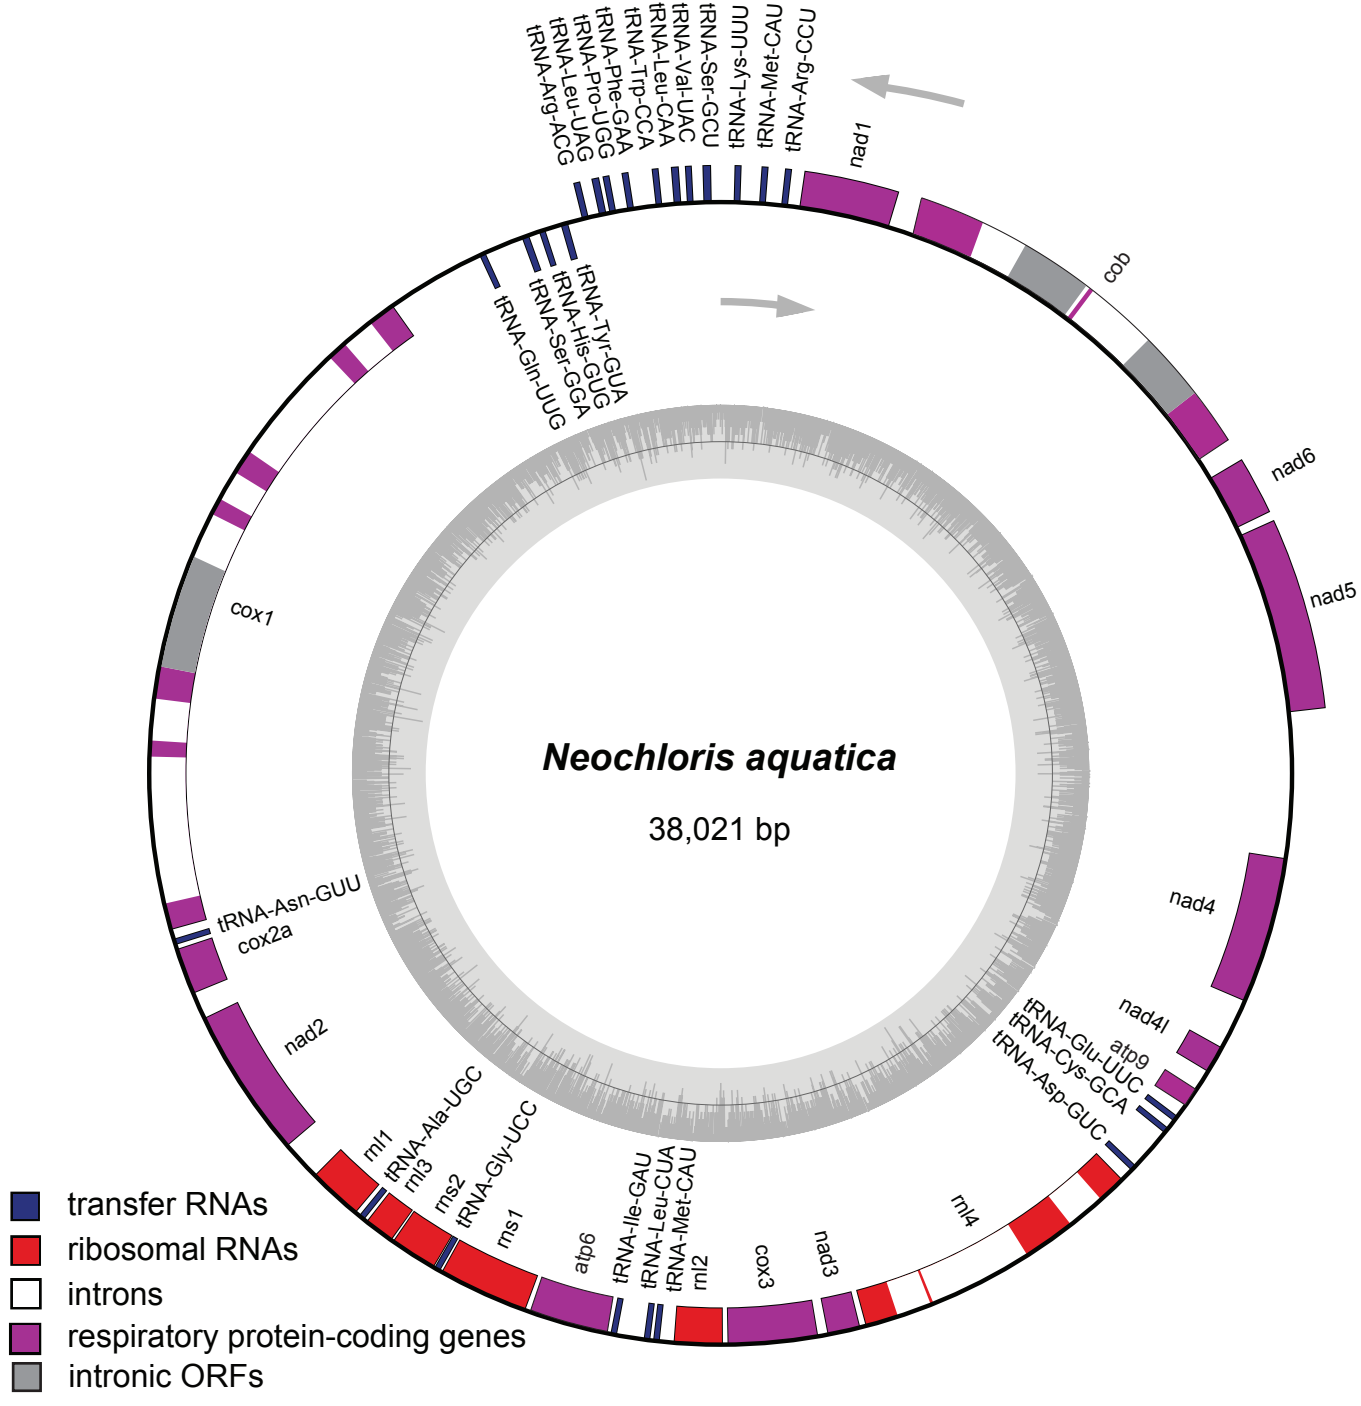 tRNA-Arg-ACG
tRNA-Leu-UAG
tRNA-Pro-UGG
tRNA-Phe-GAA
tRNA-Trp-CCA
tRNA-Leu-CAA
tRNA-Val-UAC
tRNA-Ser-GCU
tRNA-Lys-UUU
tRNA-Met-CAU
tRNA-Arg-CCU
nad1
cob
nad6
nad5
nad4
nad4l
atp9
tRNA-Glu-UUC
tRNA-Cys-GCA
tRNA-Asp-GUC
rnl4
nad3
cox3
rnl2
tRNA-Met-CAU
tRNA-Leu-CUA
tRNA-Ile-GAU
atp6
rns1
tRNA-Gly-UCC
rns2
rnl3
tRNA-Ala-UGC
rnl1
nad2
cox2a
tRNA-Asn-GUU
cox1
tRNA-Gln-UUG
tRNA-Ser-GGA
tRNA-His-GUG
tRNA-Tyr-GUA
Neochloris aquatica
38,021 bp
transfer RNAs
ribosomal RNAs
introns
respiratory protein-coding genes
intronic ORFs